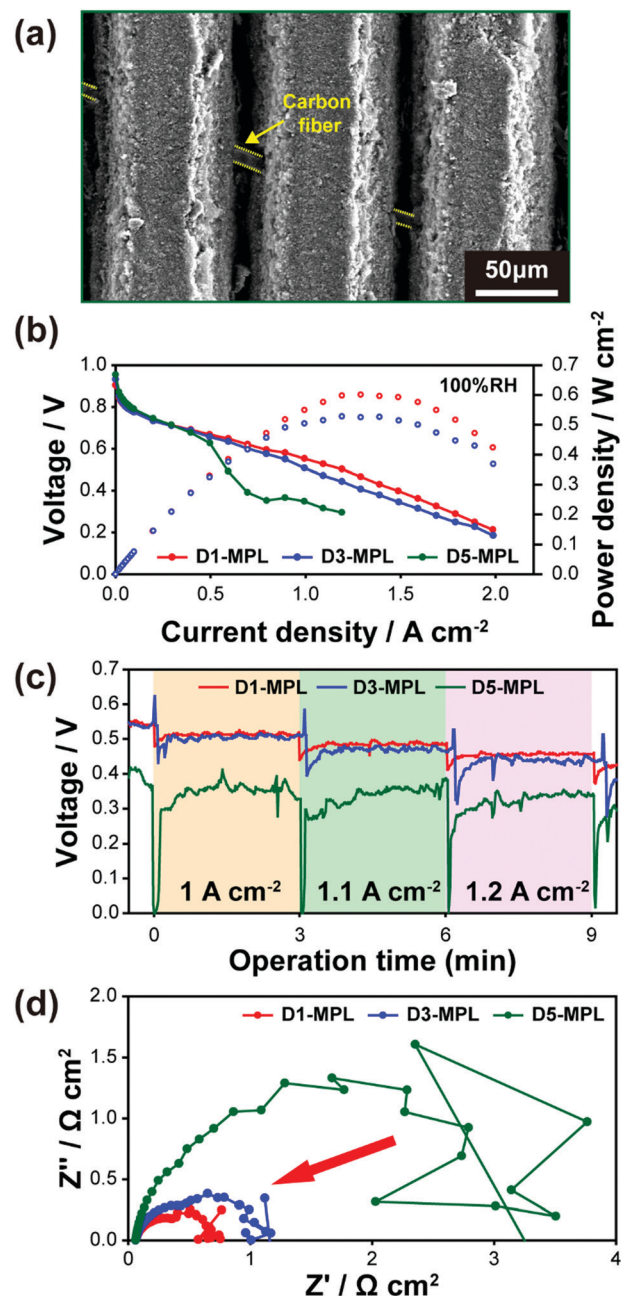 (a)
Carbon
fiber
50μm
(b)
100%RH
Voltage / V
1.0
0.8
0.6
0.4
0.2
0.0
Power density / W cm-2
0.7
0.6
0.5
0.4
0.3
0.2
0.1
0.0
D1-MPL D3-MPL D5-MPL
0.0 0.5 1.0 1.5 2.0
Current density / A cm-2
(c)
D1-MPL D3-MPL D5-MPL
Voltage / V
0.7
0.6
0.5
0.4
0.3
0.2
0.1
0.0
1 A cm-2 1.1 A cm-2 1.2 A cm-2
0 3 6 9
Operation time (min)
(d)
D1-MPL D3-MPL D5-MPL
Z'' / Ω cm2
2.0
1.5
1.0
0.5
0.0
0 1 2 3 4
Z' / Ω cm2